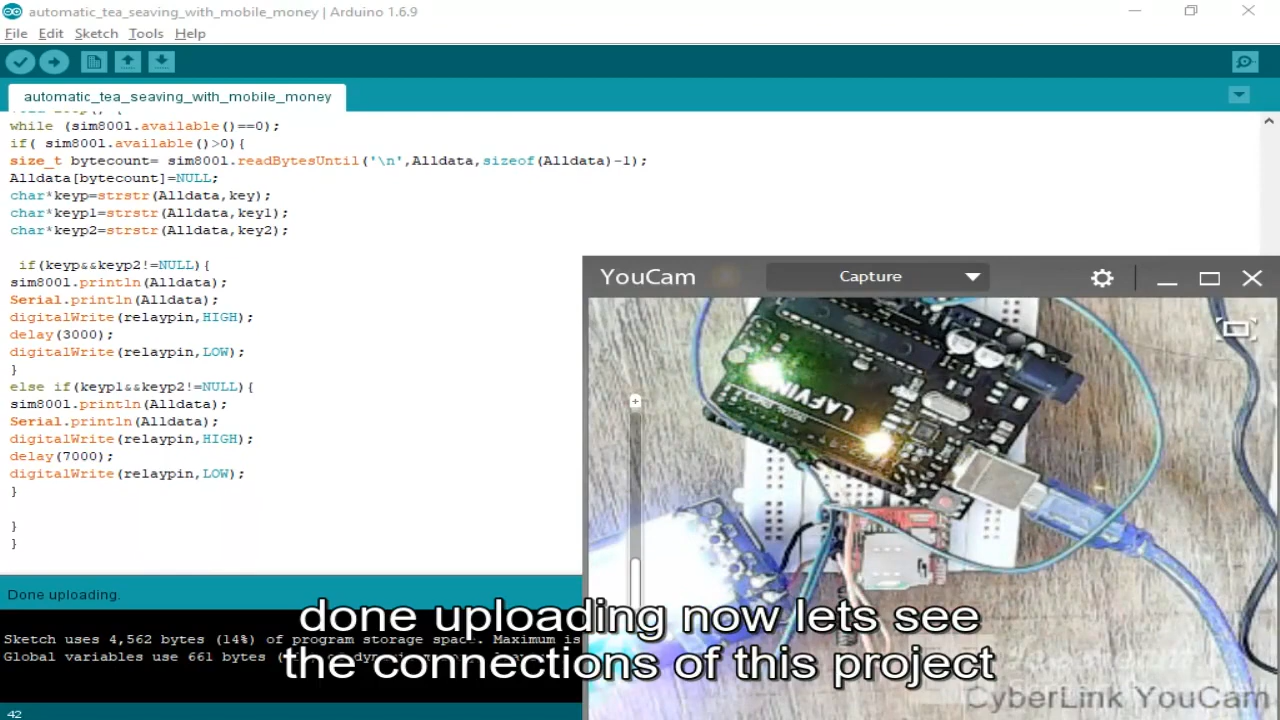 automatic_tea_seaving_with_mobile_money | Arduino 1.6.9
File Edit Sketch Tools Help
automatic_tea_seaving_with_mobile_money
while (sim800l.available()==0);
if( sim800l.available()>0){
size_t bytecount= sim800l.readBytesUntil('\n',Alldata,sizeof(Alldata)-1);
Alldata[bytecount]=NULL;
char*keyp=strstr(Alldata,key);
char*keyp1=strstr(Alldata,key1);
char*keyp2=strstr(Alldata,key2);
if(keyp&&keyp2!=NULL){
sim800l.println(Alldata);
Serial.println(Alldata);
digitalWrite(relaypin,HIGH);
delay(3000);
digitalWrite(relaypin,LOW);
}
else if(keyp1&&keyp2!=NULL){
sim800l.println(Alldata);
Serial.println(Alldata);
digitalWrite(relaypin,HIGH);
delay(7000);
digitalWrite(relaypin,LOW);
}
}
}
YouCam Capture
LAFVIN
Done uploading.
done uploading now lets see
the connections of this project
Sketch uses 4,562 bytes (14%) of program storage space. Maximum is
Global variables use 661 bytes
CyberLink YouCam
42